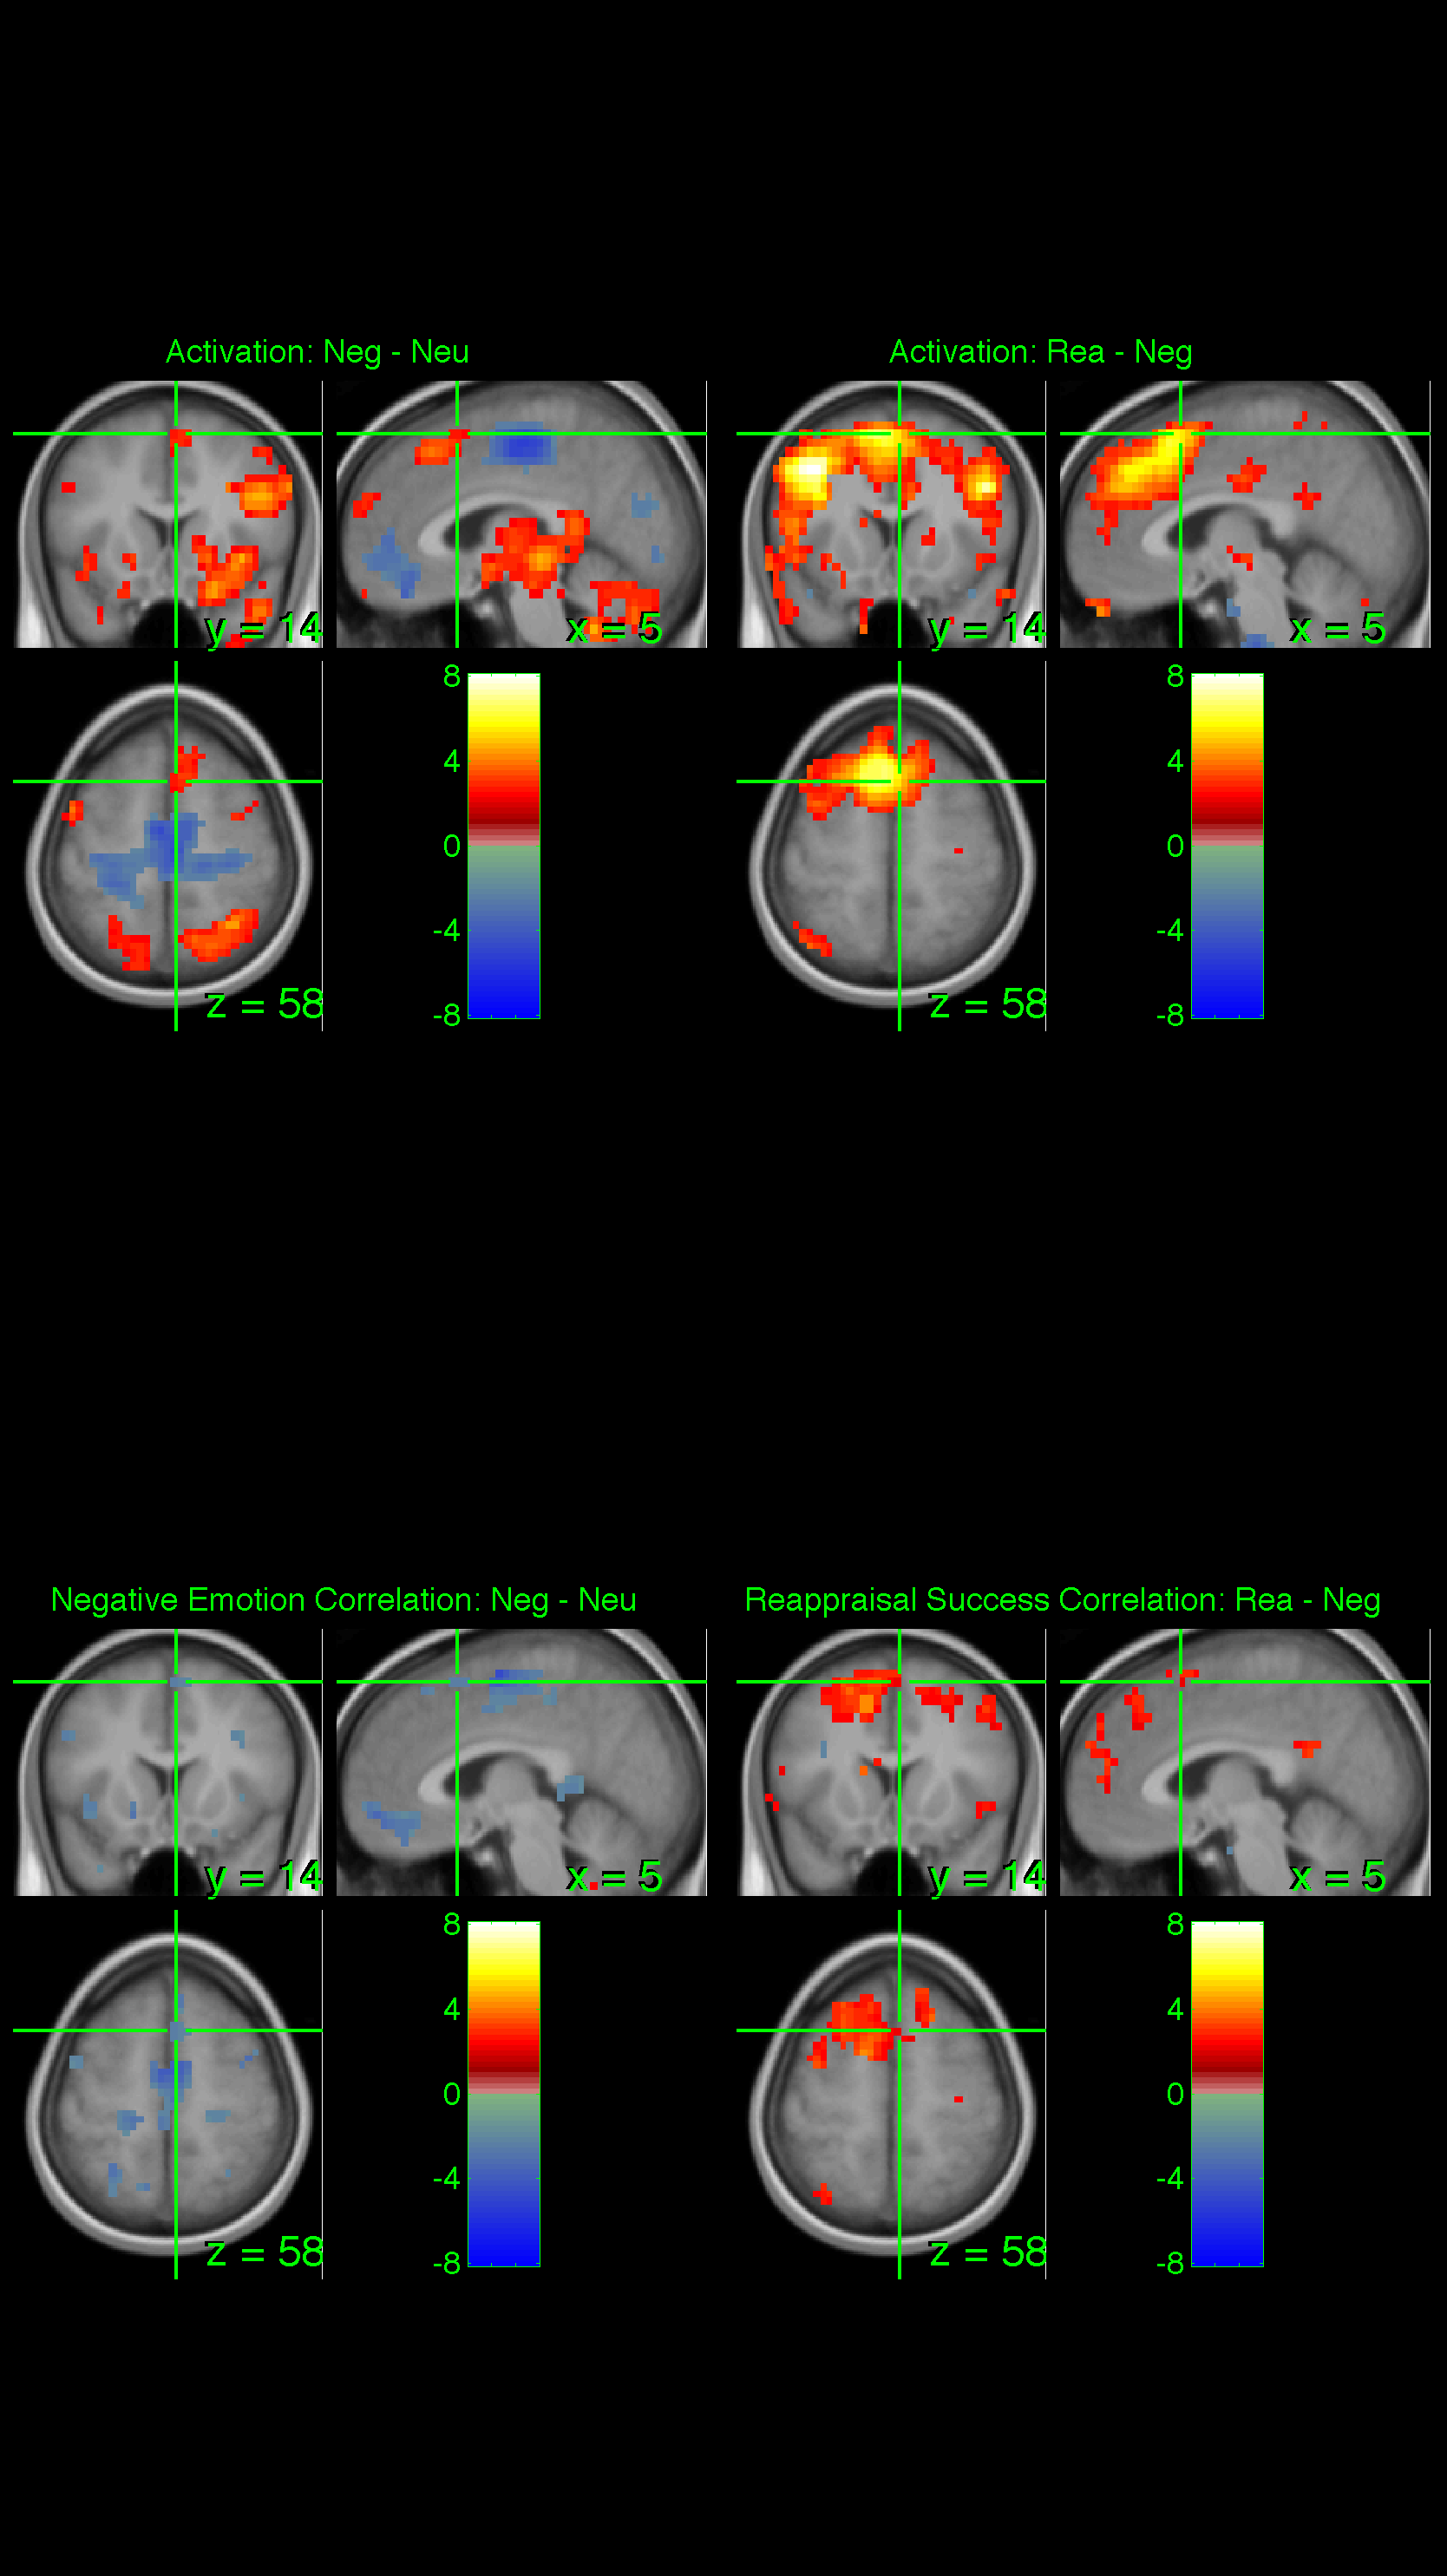 Activation: Neg - Neu
y = 14
x = 5
z = 58
8
4
0
-4
-8
Activation: Rea - Neg
y = 14
x = 5
z = 58
8
4
0
-4
-8
Negative Emotion Correlation: Neg - Neu
y = 14
x = 5
z = 58
8
4
0
-4
-8
Reappraisal Success Correlation: Rea - Neg
y = 14
x = 5
z = 58
8
4
0
-4
-8